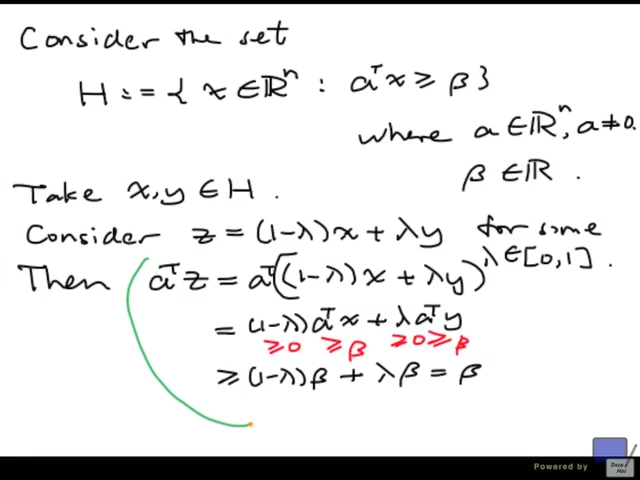 Consider the set
H := { x ∈ ℝⁿ : aᵀx ≥ β }
where a ∈ ℝⁿ, a ≠ 0.
β ∈ ℝ.
Take x, y ∈ H.
Consider z = (1-λ)x + λy for some
λ ∈ [0,1].
Then aᵀz = aᵀ((1-λ)x + λy)
= (1-λ)aᵀx + λaᵀy
≥0 ≥β ≥0 ≥β
≥ (1-λ)β + λβ = β
Powered by